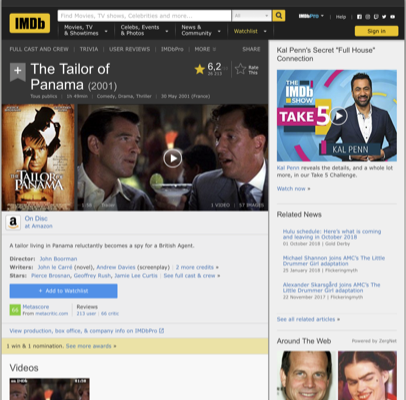 IMDb
Find Movies, TV shows, Celebrities and more...
All
IMDbPro
Help
Movies, TV
& Showtimes
Celebs, Events
& Photos
News &
Community
Watchlist
Sign in
FULL CAST AND CREW | TRIVIA | USER REVIEWS | IMDbPro | MORE
SHARE
The Tailor of
Panama (2001)
6,2
Rate
This
Tous publics | 1h 49min | Comedy, Drama, Thriller | 30 May 2001 (France)
THE TAILOR
OF PANAMA
Trailer
1 VIDEO | 57 IMAGES
On Disc
at Amazon
A tailor living in Panama reluctantly becomes a spy for a British Agent.
Director: John Boorman
Writers: John le Carré (novel), Andrew Davies (screenplay) | 2 more credits »
Stars: Pierce Brosnan, Geoffrey Rush, Jamie Lee Curtis | See full cast & crew »
+ Add to Watchlist
Metascore
From metacritic.com
Reviews
213 user | 66 critic
View production, box office, & company info on IMDbPro
1 win & 1 nomination. See more awards »
Videos
Kal Penn's Secret "Full House"
Connection
THE IMDb
SHOW
TAKE 5
KAL PENN
Kal Penn reveals the details, and a whole lot
more, in our Take 5 Challenge.
Watch now »
Related News
Hulu schedule: Here's what is coming
and leaving in October 2018
01 October 2018 | Gold Derby
Michael Shannon joins AMC's The
Little Drummer Girl adaptation
25 January 2018 | Flickeringmyth
Alexander Skarsgård joins AMC's The
Little Drummer Girl adaptation
22 November 2017 | Flickeringmyth
See all related articles »
Around The Web
Powered by ZergNet